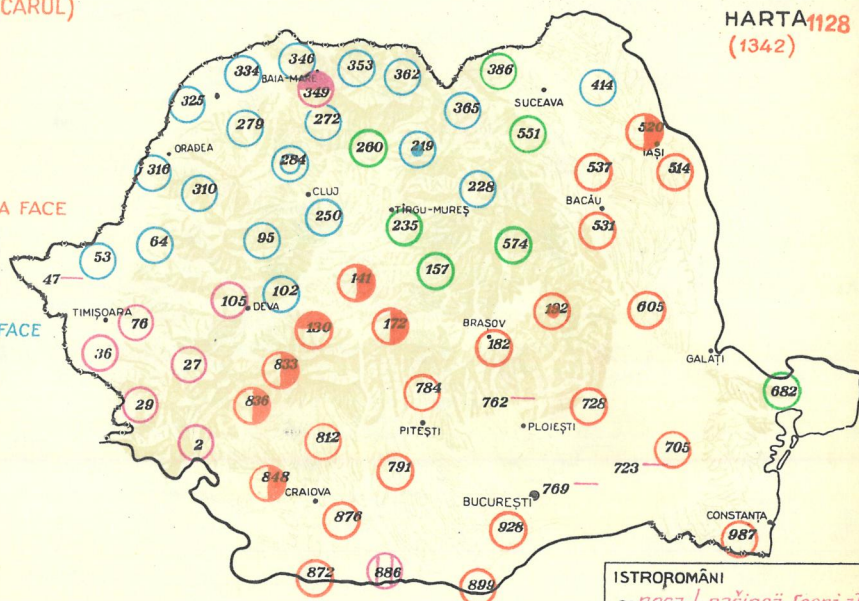 CARUL)
HARTA 1128
(1342)
346
353
334
362
386
BAIA-MARE
349
414
325
SUCEAVA
365
272
279
551
520
ORADEA
260
219
IAȘI
284
537
514
316
310
CLUJ
228
BACĂU
A FACE
TÎRGU-MUREȘ
250
235
531
64
95
574
53
157
47
141
102
105
DEVA
192
605
TIMIȘOARA
76
130
172
BRAȘOV
182
36
GALAȚI
FACE
27
833
784
682
29
836
762
728
PITEȘTI
PLOIEȘTI
2
812
705
791
723
848
769
CRAIOVA
BUCUREȘTI
876
928
CONSTANȚA
987
872
886
899
ISTROROMÂNI